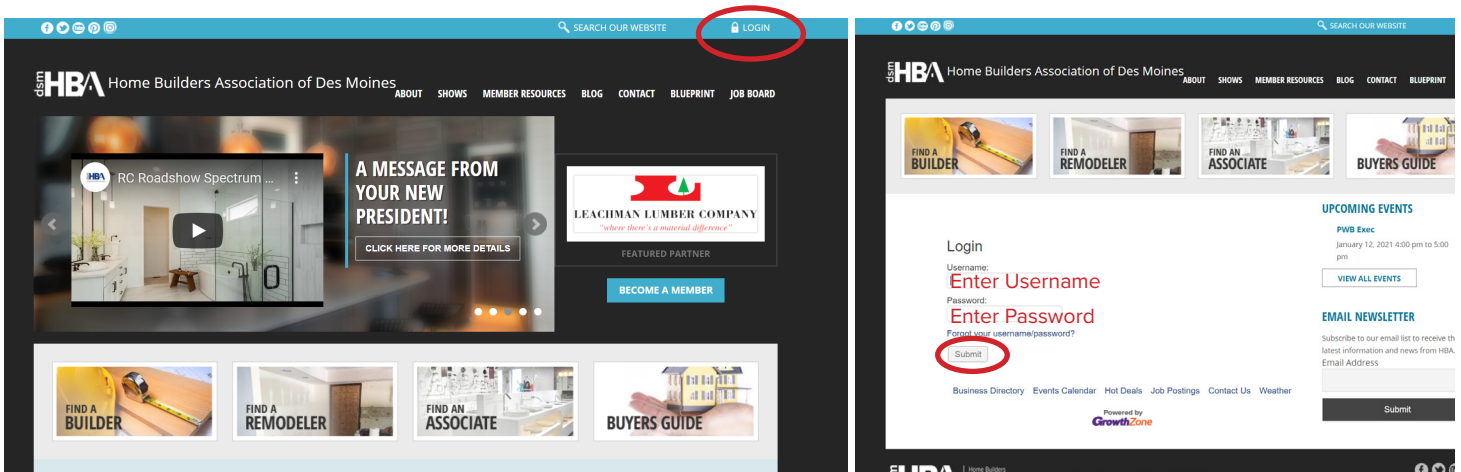 SEARCH OUR WEBSITE
LOGIN
dsm HBA Home Builders Association of Des Moines
ABOUT SHOWS MEMBER RESOURCES BLOG CONTACT BLUEPRINT JOB BOARD
HBA RC Roadshow Spectrum ...
A MESSAGE FROM
YOUR NEW
PRESIDENT!
CLICK HERE FOR MORE DETAILS
LEACHMAN LUMBER COMPANY
"where there's a material difference"
FEATURED PARTNER
BECOME A MEMBER
FIND A
BUILDER
FIND A
REMODELER
FIND AN
ASSOCIATE
BUYERS GUIDE
SEARCH OUR WEBSITE
dsm HBA Home Builders Association of Des Moines
ABOUT SHOWS MEMBER RESOURCES BLOG CONTACT BLUEPRINT
FIND A
BUILDER
FIND A
REMODELER
FIND AN
ASSOCIATE
BUYERS GUIDE
Login
Username:
Enter Username
Password:
Enter Password
Forgot your username/password?
Submit
Business Directory Events Calendar Hot Deals Job Postings Contact Us Weather
Powered by
GrowthZone
UPCOMING EVENTS
PWB Exec
January 12, 2021 4:00 pm to 5:00
pm
VIEW ALL EVENTS
EMAIL NEWSLETTER
Subscribe to our email list to receive th
latest information and news from HBA.
Email Address
Submit
Home Builders